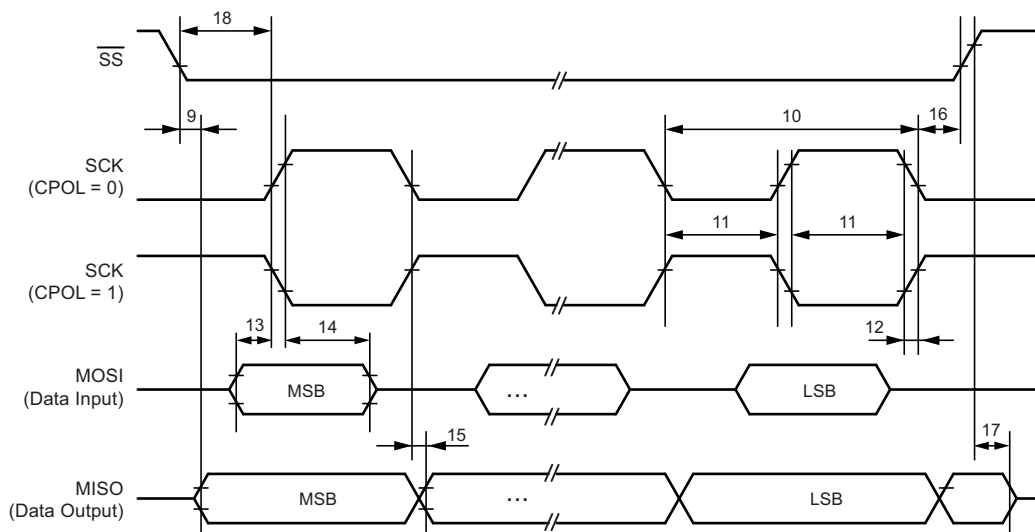 18
SS
9
10
16
SCK
(CPOL = 0)
11
11
SCK
(CPOL = 1)
13
14
12
MOSI
(Data Input)
MSB
...
LSB
15
17
MISO
(Data Output)
MSB
...
LSB